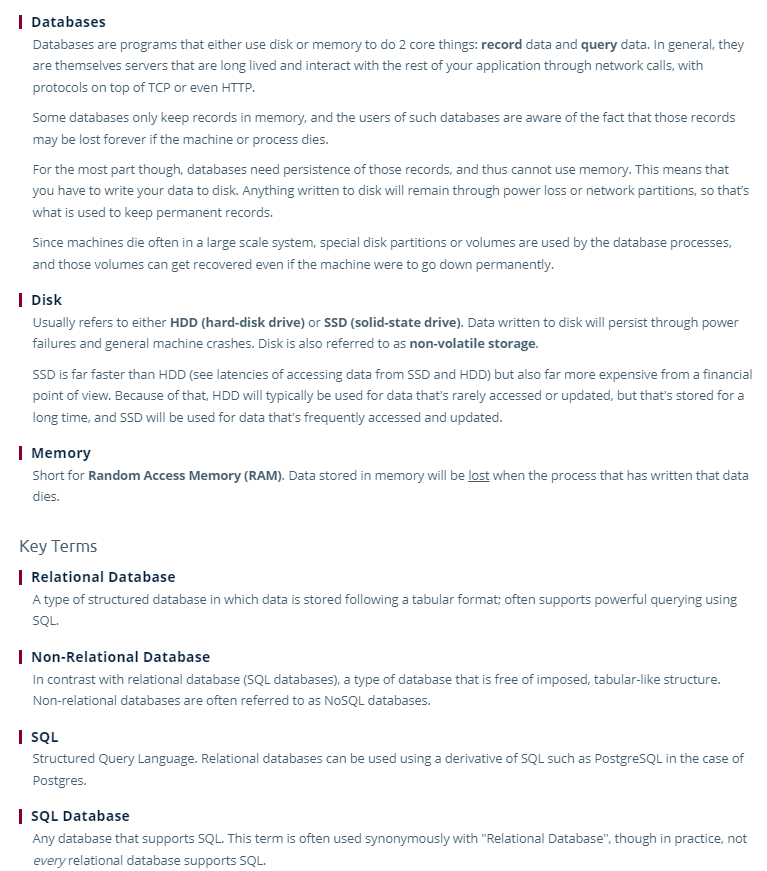 Databases
Databases are programs that either use disk or memory to do 2 core things: record data and query data. In general, they
are themselves servers that are long lived and interact with the rest of your application through network calls, with
protocols on top of TCP or even HTTP.
Some databases only keep records in memory, and the users of such databases are aware of the fact that those records
may be lost forever if the machine or process dies.
For the most part though, databases need persistence of those records, and thus cannot use memory. This means that
you have to write your data to disk. Anything written to disk will remain through power loss or network partitions, so that’s
what is used to keep permanent records.
Since machines die often in a large scale system, special disk partitions or volumes are used by the database processes,
and those volumes can get recovered even if the machine were to go down permanently.
Disk
Usually refers to either HDD (hard-disk drive) or SSD (solid-state drive). Data written to disk will persist through power
failures and general machine crashes. Disk is also referred to as non-volatile storage.
SSD is far faster than HDD (see latencies of accessing data from SSD and HDD) but also far more expensive from a financial
point of view. Because of that, HDD will typically be used for data that's rarely accessed or updated, but that's stored for a
long time, and SSD will be used for data that's frequently accessed and updated.
Memory
Short for Random Access Memory (RAM). Data stored in memory will be lost when the process that has written that data
dies.
Key Terms
Relational Database
A type of structured database in which data is stored following a tabular format; often supports powerful querying using
SQL.
Non-Relational Database
In contrast with relational database (SQL databases), a type of database that is free of imposed, tabular-like structure.
Non-relational databases are often referred to as NoSQL databases.
SQL
Structured Query Language. Relational databases can be used using a derivative of SQL such as PostgreSQL in the case of
Postgres.
SQL Database
Any database that supports SQL. This term is often used synonymously with "Relational Database", though in practice, not
every relational database supports SQL.